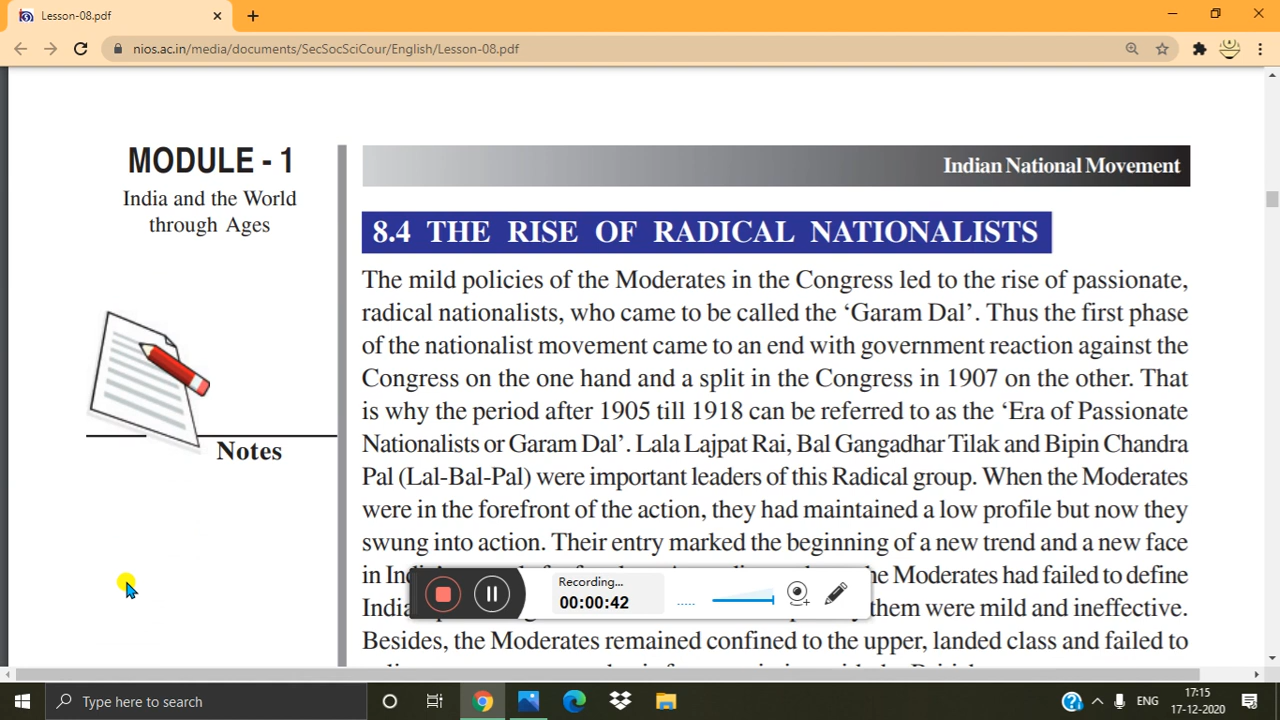 Lesson-08.pdf
nios.ac.in/media/documents/SecSocSciCour/English/Lesson-08.pdf
MODULE - 1
India and the World
through Ages
Notes
Indian National Movement
8.4 THE RISE OF RADICAL NATIONALISTS
The mild policies of the Moderates in the Congress led to the rise of passionate,
radical nationalists, who came to be called the ‘Garam Dal’. Thus the first phase
of the nationalist movement came to an end with government reaction against the
Congress on the one hand and a split in the Congress in 1907 on the other. That
is why the period after 1905 till 1918 can be referred to as the ‘Era of Passionate
Nationalists or Garam Dal’. Lala Lajpat Rai, Bal Gangadhar Tilak and Bipin Chandra
Pal (Lal-Bal-Pal) were important leaders of this Radical group. When the Moderates
were in the forefront of the action, they had maintained a low profile but now they
swung into action. Their entry marked the beginning of a new trend and a new face
in the Moderates had failed to define
them were mild and ineffective.
Besides, the Moderates remained confined to the upper, landed class and failed to
Recording...
00:00:42
Type here to search
ENG
17:15
17-12-2020